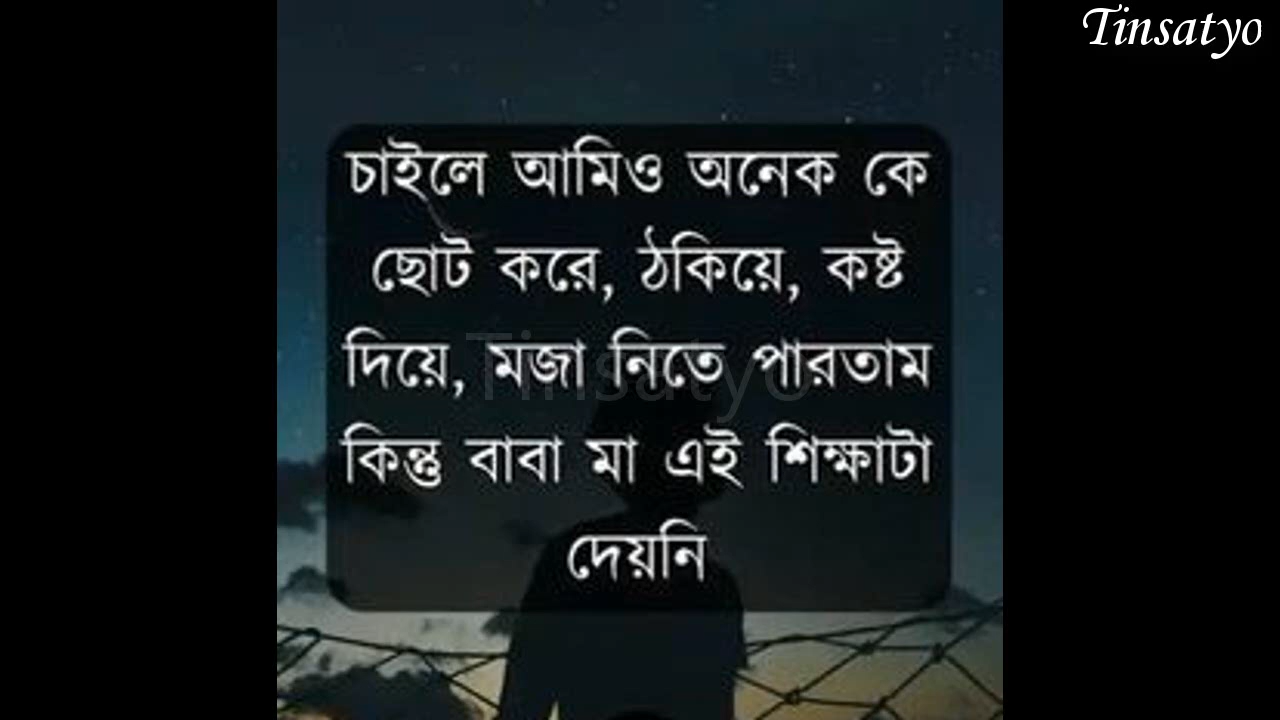 Tinsatyo
চাইলে আমিও অনেক কে
ছোট করে, ঠকিয়ে, কষ্ট
দিয়ে, মজা নিতে পারতাম
Tinsatyo
কিন্তু বাবা মা এই শিক্ষাটা
দেয়নি